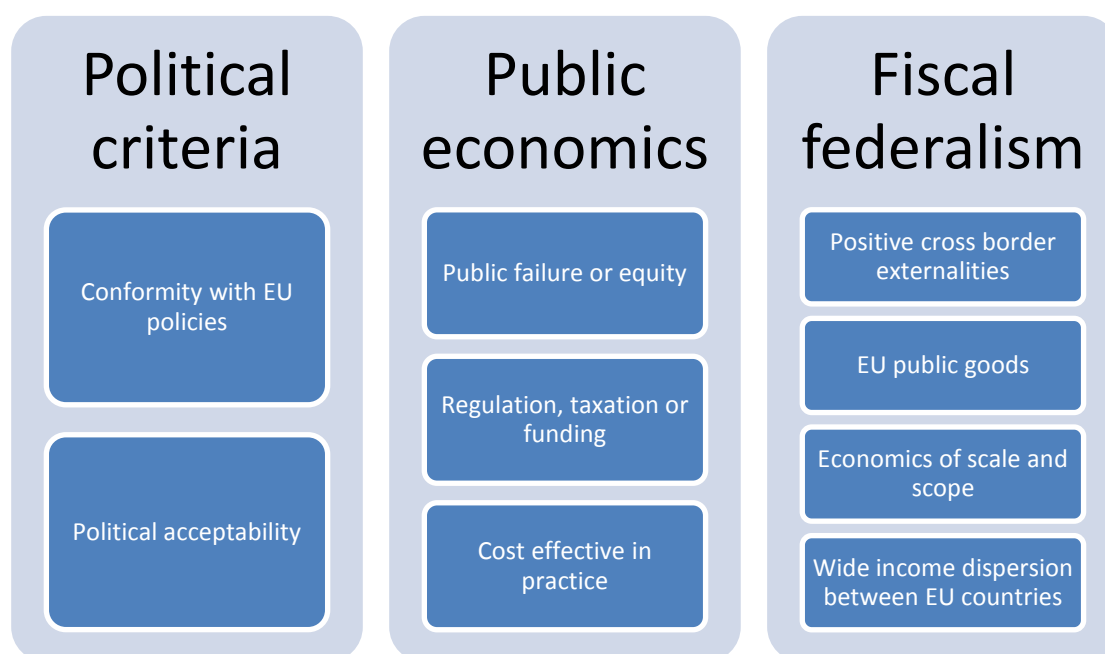 Political
criteria
Conformity with EU
policies
Political acceptability
Public
economics
Public failure or equity
Regulation, taxation or
funding
Cost effective in
practice
Fiscal
federalism
Positive cross border
externalities
EU public goods
Economics of scale and
scope
Wide income dispersion
between EU countries